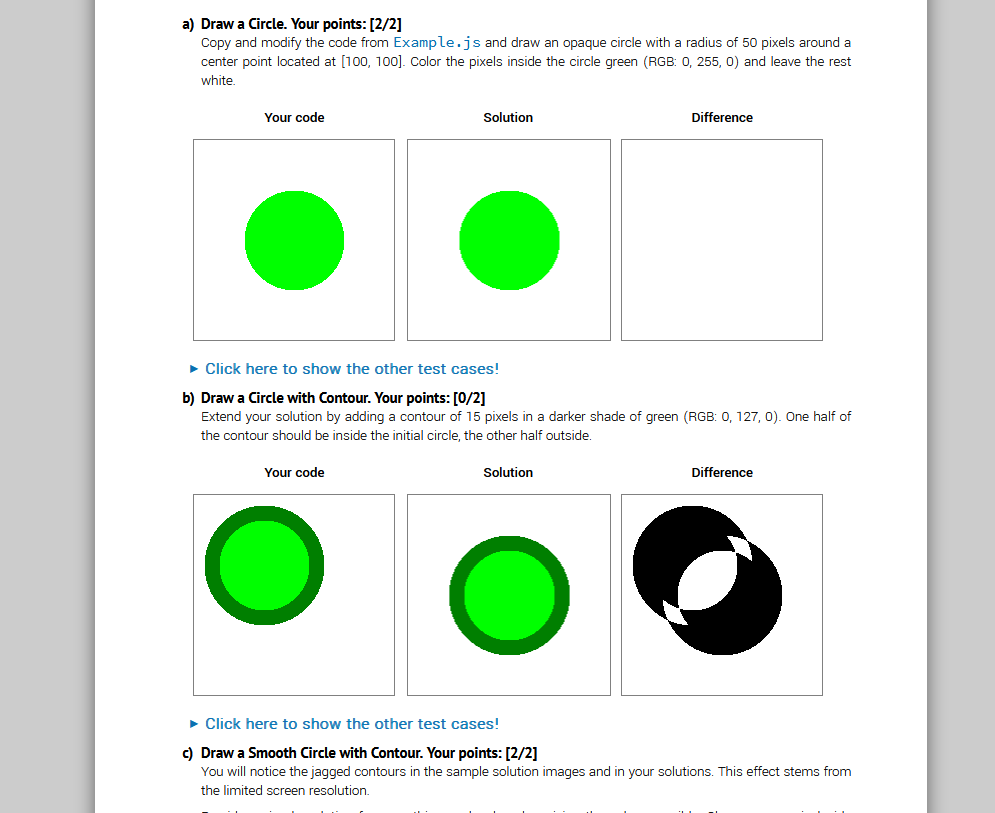 a) Draw a Circle. Your points: [2/2]
Copy and modify the code from Example.js and draw an opaque circle with a radius of 50 pixels around a
center point located at [100, 100]. Color the pixels inside the circle green (RGB: 0, 255, 0) and leave the rest
white.
Your code Solution Difference
► Click here to show the other test cases!
b) Draw a Circle with Contour. Your points: [0/2]
Extend your solution by adding a contour of 15 pixels in a darker shade of green (RGB: 0, 127, 0). One half of
the contour should be inside the initial circle, the other half outside.
Your code Solution Difference
► Click here to show the other test cases!
c) Draw a Smooth Circle with Contour. Your points: [2/2]
You will notice the jagged contours in the sample solution images and in your solutions. This effect stems from
the limited screen resolution.